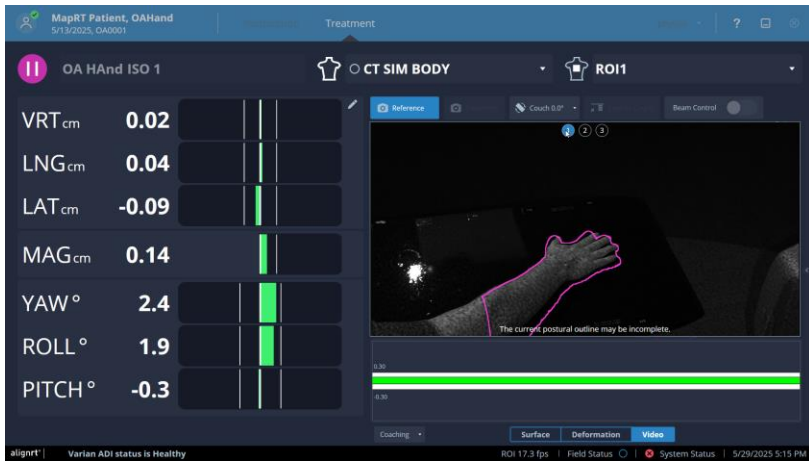 MapRT Patient, OAHand
5/13/2025, OA0001
Treatment
?
OA HAnd ISO 1
CT SIM BODY
ROI1
VRT cm 0.02
LNG cm 0.04
LAT cm -0.09
MAG cm 0.14
YAW ° 2.4
ROLL ° 1.9
PITCH ° -0.3
Reference
Couch 0.0°
Beam Control
1 2 3
The current postural outline may be incomplete.
0.30
-0.30
Coaching
Surface Deformation Video
alignrt® Varian ADI status is Healthy ROI 17.3 fps Field Status System Status 5/29/2025 5:15 PM